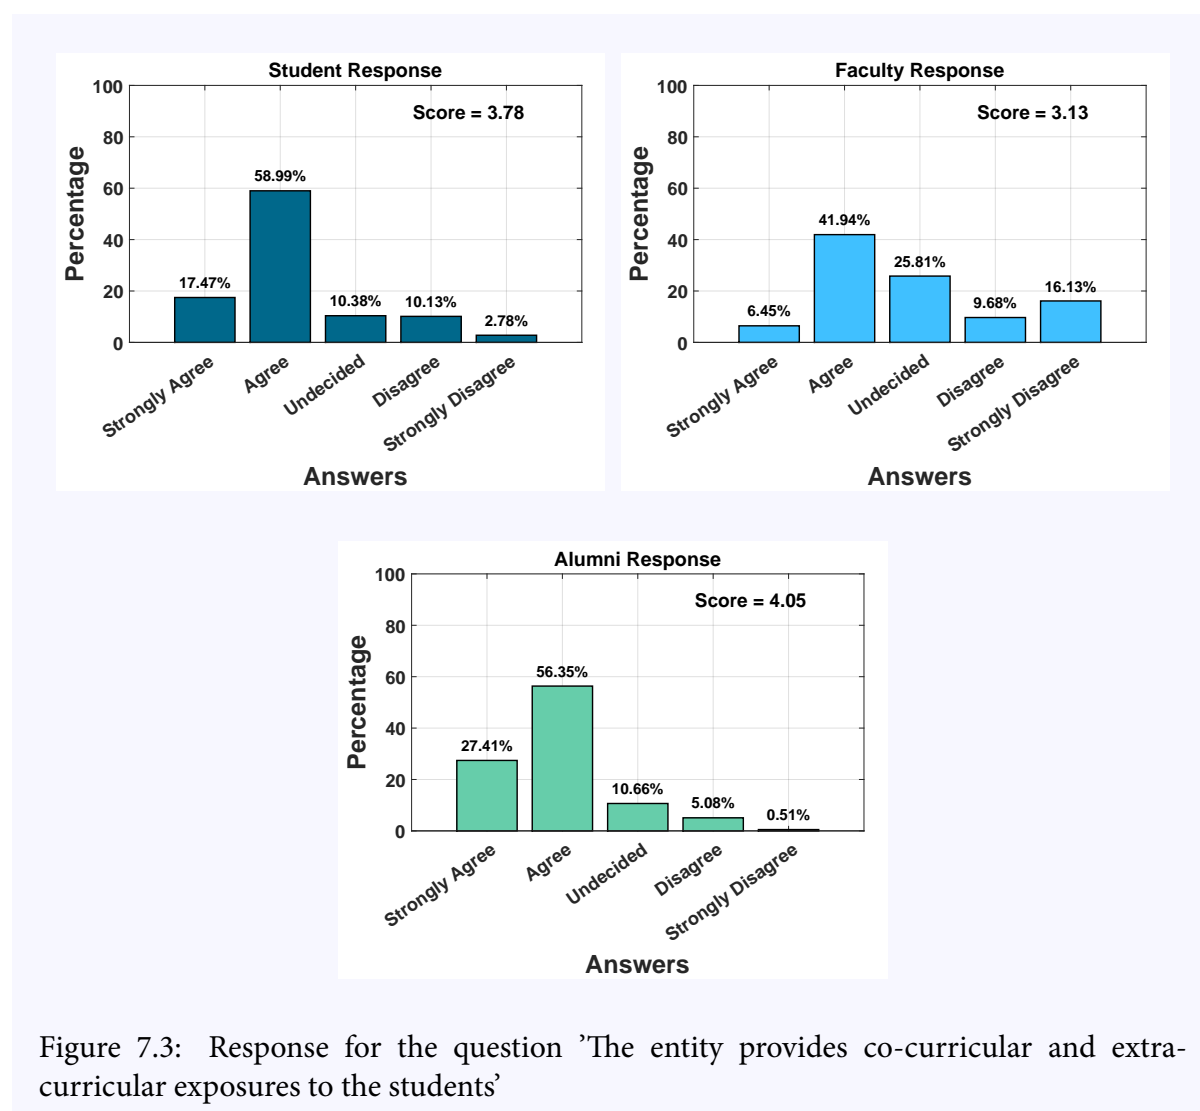 Student Response
Score = 3.78
Percentage
100
80
60
40
20
0
17.47%
58.99%
10.38%
10.13%
2.78%
Strongly Agree
Agree
Undecided
Disagree
Strongly Disagree
Answers
Faculty Response
Score = 3.13
Percentage
100
80
60
40
20
0
6.45%
41.94%
25.81%
9.68%
16.13%
Strongly Agree
Agree
Undecided
Disagree
Strongly Disagree
Answers
Alumni Response
Score = 4.05
Percentage
100
80
60
40
20
0
27.41%
56.35%
10.66%
5.08%
0.51%
Strongly Agree
Agree
Undecided
Disagree
Strongly Disagree
Answers
Figure 7.3: Response for the question ’The entity provides co-curricular and extra-
curricular exposures to the students’